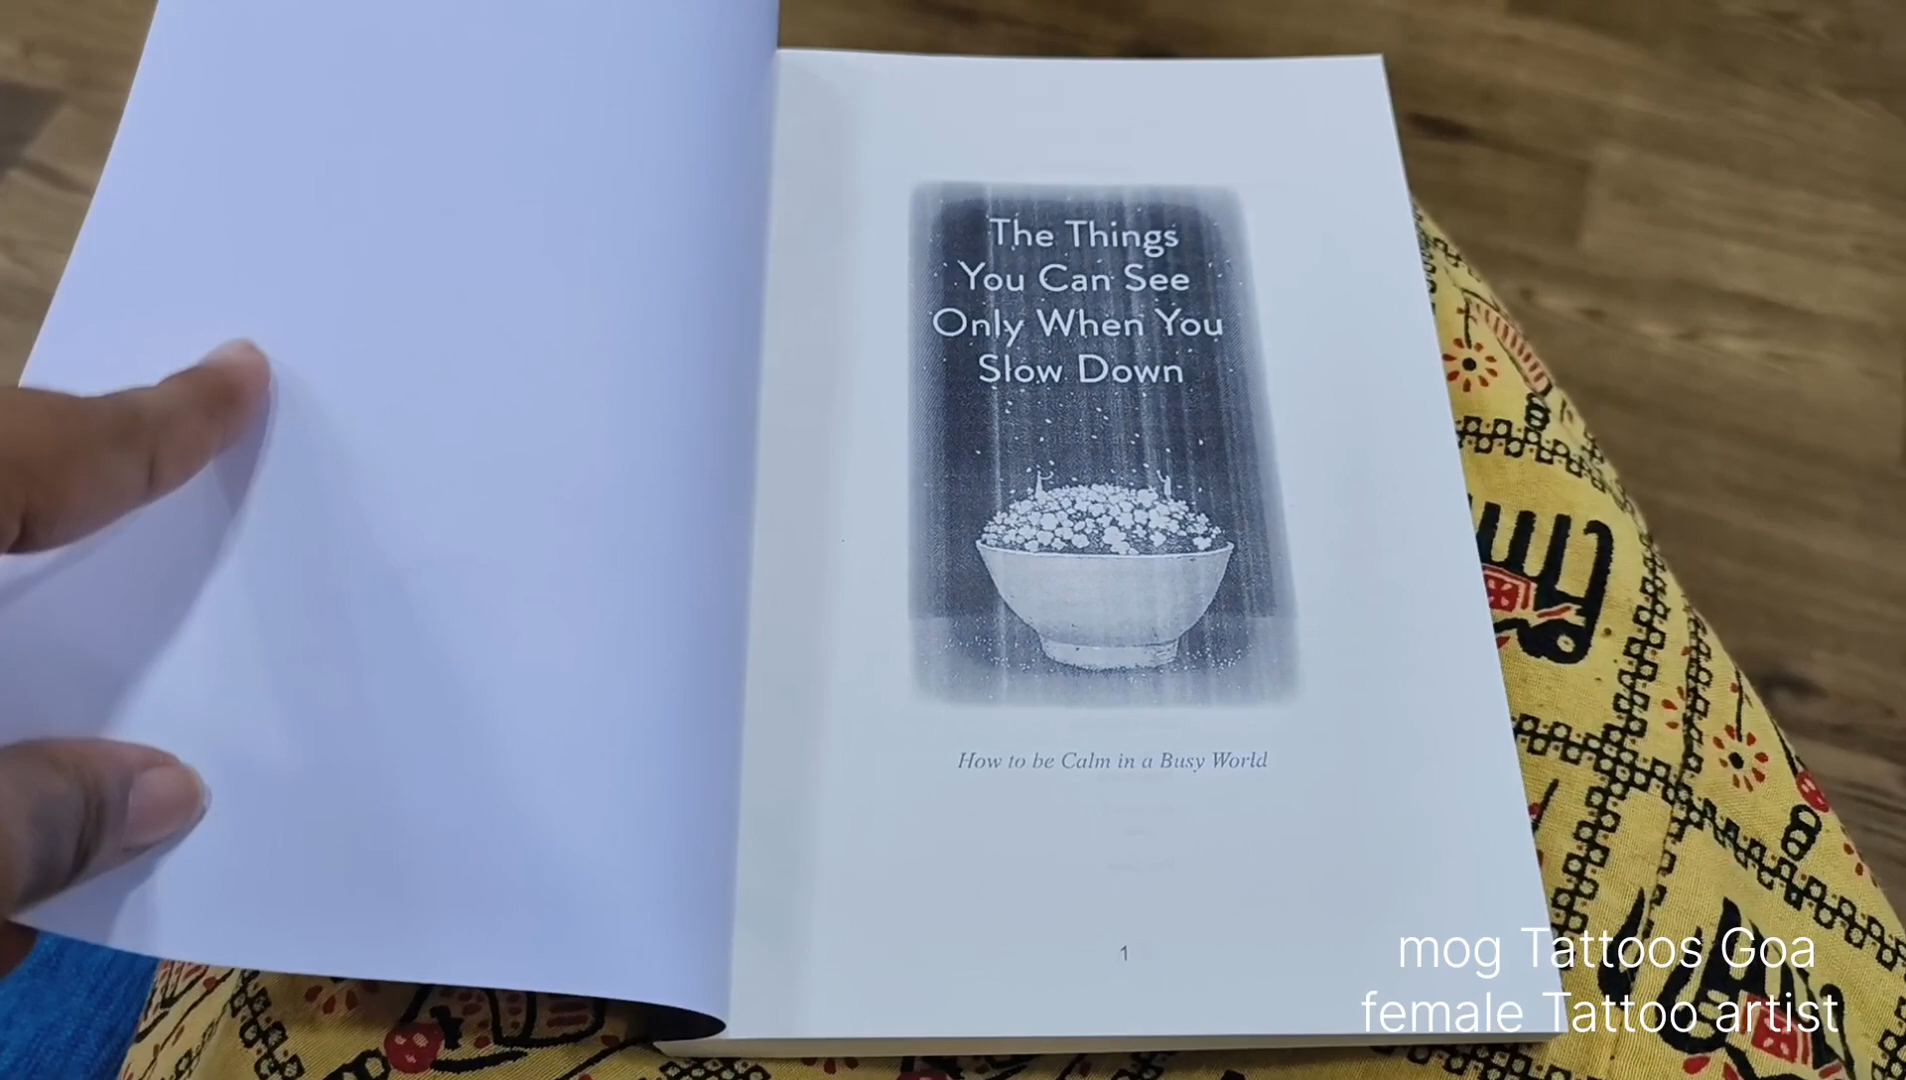 The Things
You Can See
Only When You
Slow Down
How to be Calm in a Busy World
1
mog Tattoos Goa
female Tattoo artist